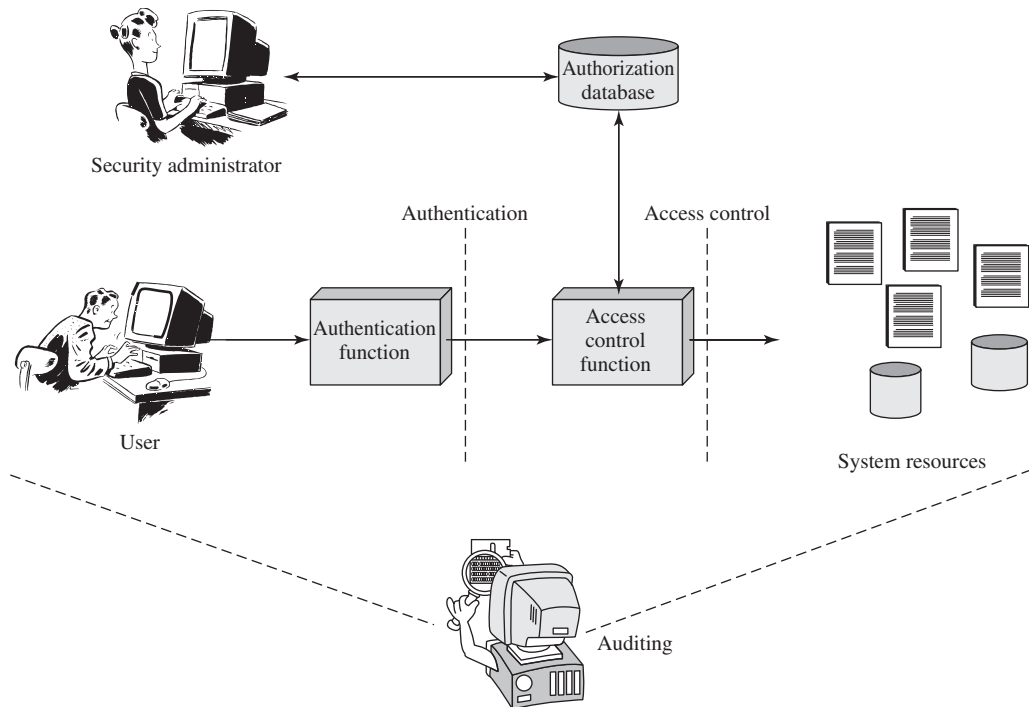 Authorization
database
Security administrator
Authentication
Access control
Authentication
function
Access
control
function
User
System resources
Auditing